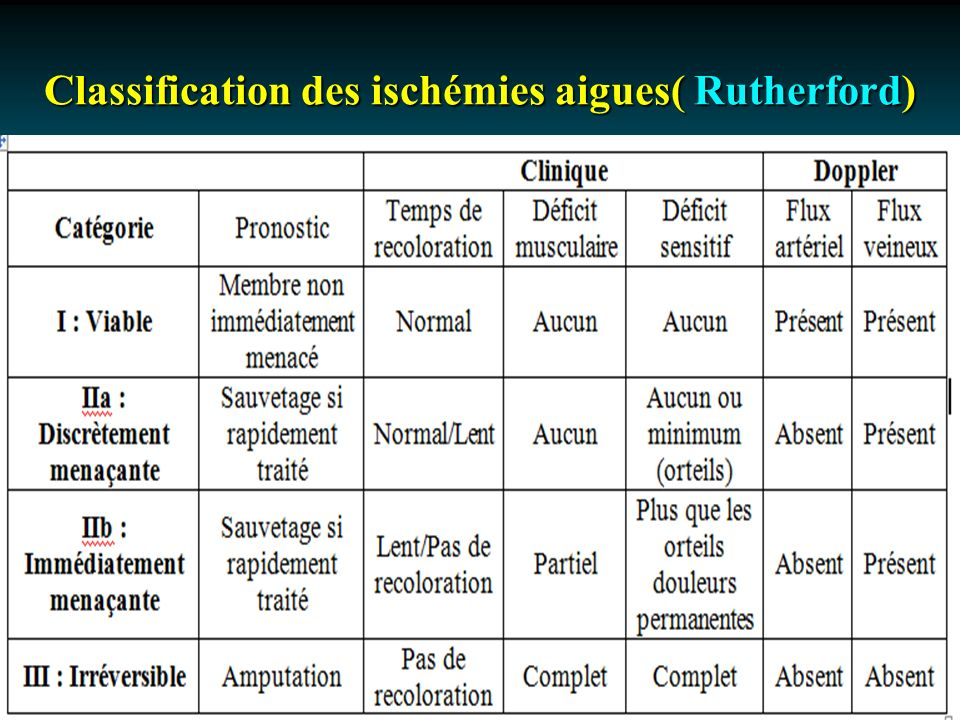 Classification des ischémies aigues( Rutherford)
Clinique Doppler
Catégorie Pronostic Temps de recoloration Déficit musculaire Déficit sensitif Flux artériel Flux veineux
I : Viable Membre non immédiatement menacé Normal Aucun Aucun Présent Présent
IIa : Discrètement menaçante Sauvetage si rapidement traité Normal/Lent Aucun Aucun ou minimum (orteils) Absent Présent
IIb : Immédiatement menaçante Sauvetage si rapidement traité Lent/Pas de recoloration Partiel Plus que les orteils douleurs permanentes Absent Présent
III : Irréversible Amputation Pas de recoloration Complet Complet Absent Absent